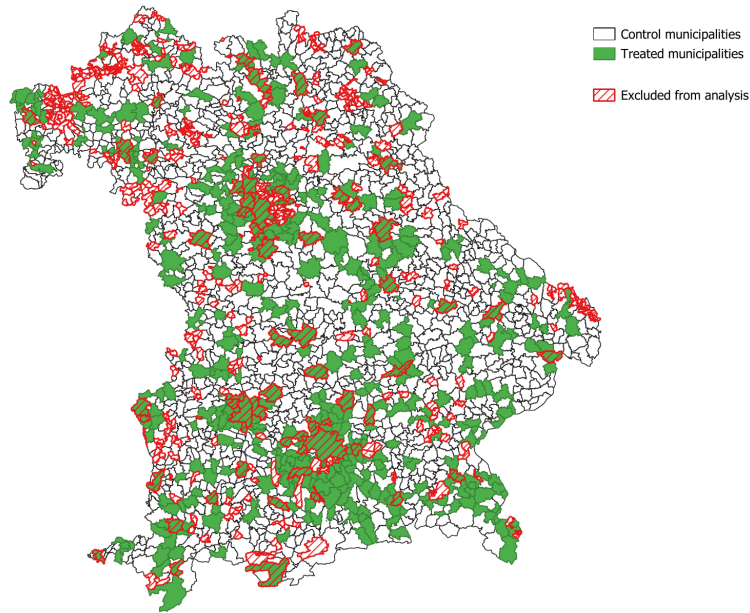 Control municipalities
Treated municipalities
Excluded from analysis